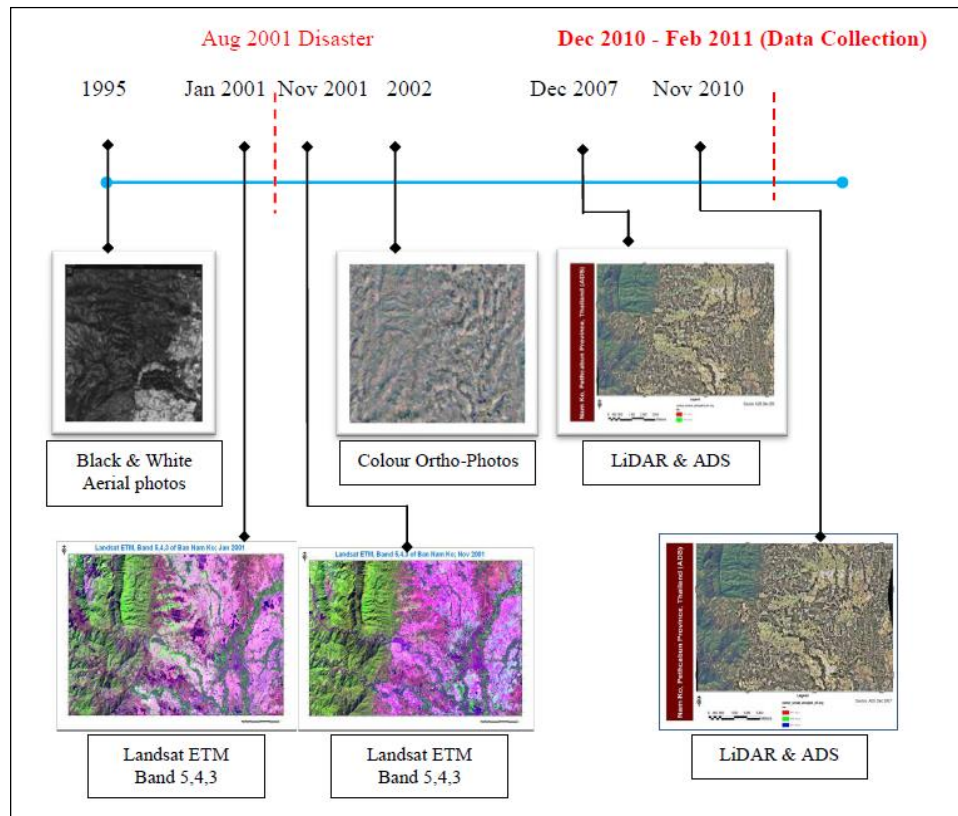 Aug 2001 Disaster
Dec 2010 - Feb 2011 (Data Collection)
1995
Jan 2001
Nov 2001
2002
Dec 2007
Nov 2010
Nam Ko, Pethcabun Province, Thailand (ADS)
Legend
Black & White
Aerial photos
Colour Ortho-Photos
LiDAR & ADS
Landsat ETM, Band 5,4,3 of Ban Nam Ko; Jan 2001
Landsat ETM, Band 5,4,3 of Ban Nam Ko; Nov 2001
Nam Ko, Pethcabun Province, Thailand (ADS)
Legend
Landsat ETM
Band 5,4,3
Landsat ETM
Band 5,4,3
LiDAR & ADS